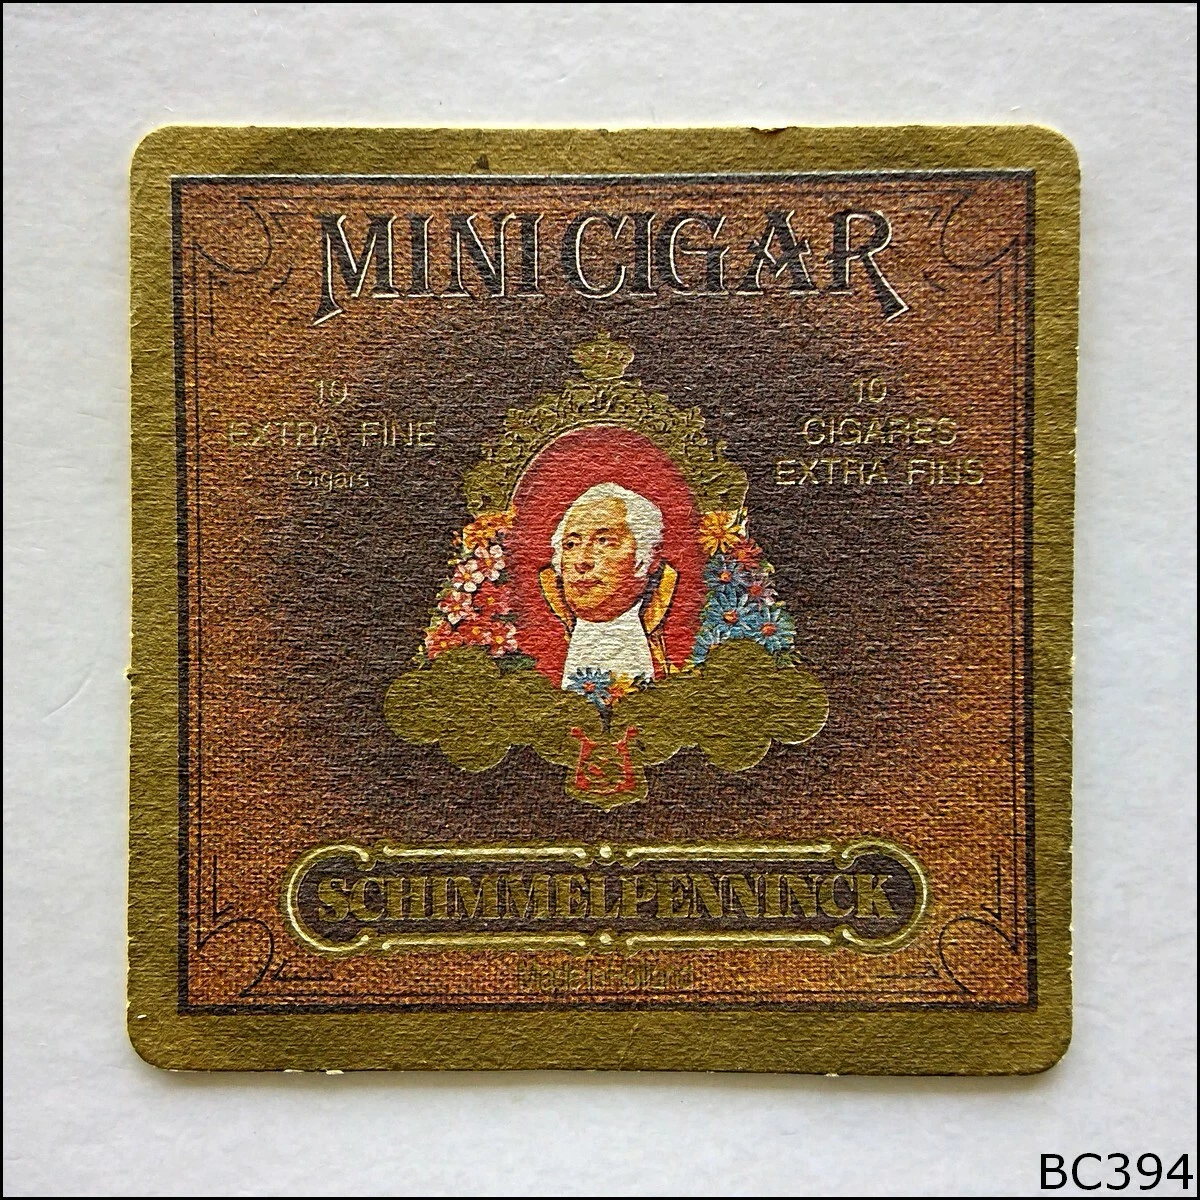 MINI CIGAR
10
EXTRA FINE
Cigars
10
CIGARES
EXTRA FINS
SCHIMMELPENNINCK
Made in Holland
BC394